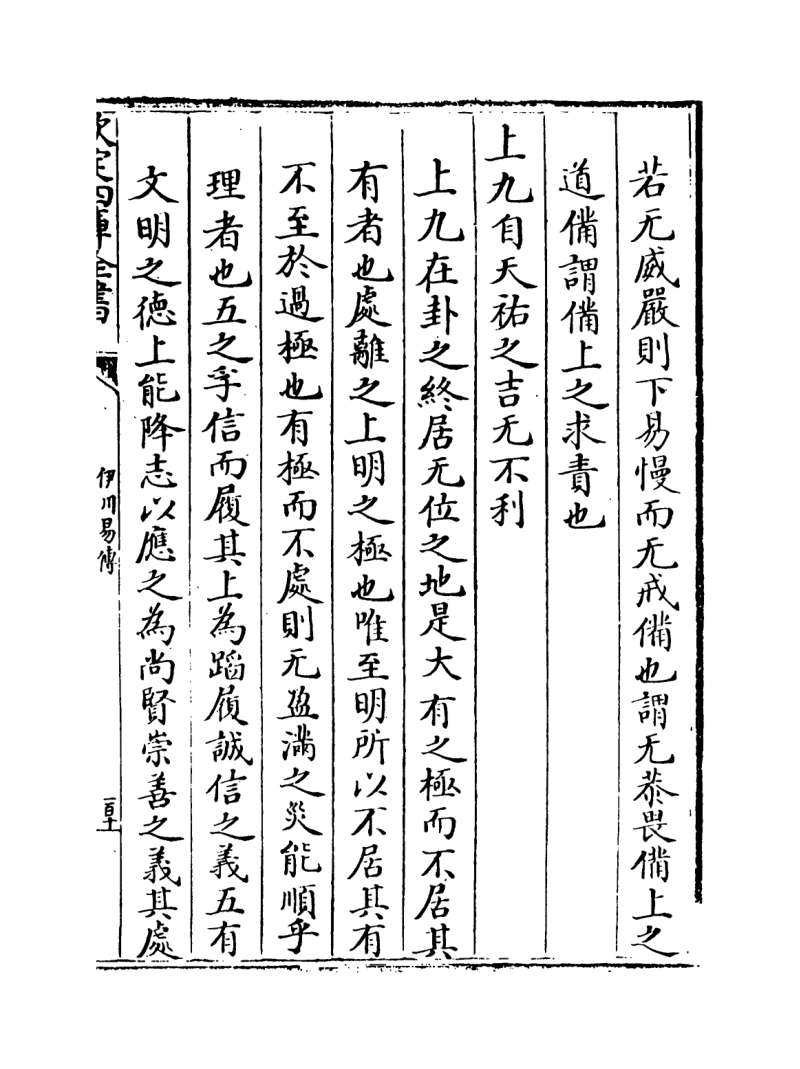 若无威嚴則下易慢而无戒備也謂无恭畏備上之
道備謂備上之求責也
上九自天祐之吉无不利
上九在卦之終居无位之地是大有之極而不居其
有者也處離之上明之極也唯至明所以不居其有
不至於過極也有極而不處則无盈滿之災能順乎
理者也五之孚信而履其上為蹈履誠信之義五有
文明之德上能降志以應之為尚賢崇善之義其處
欽定四庫全書
伊川易傳